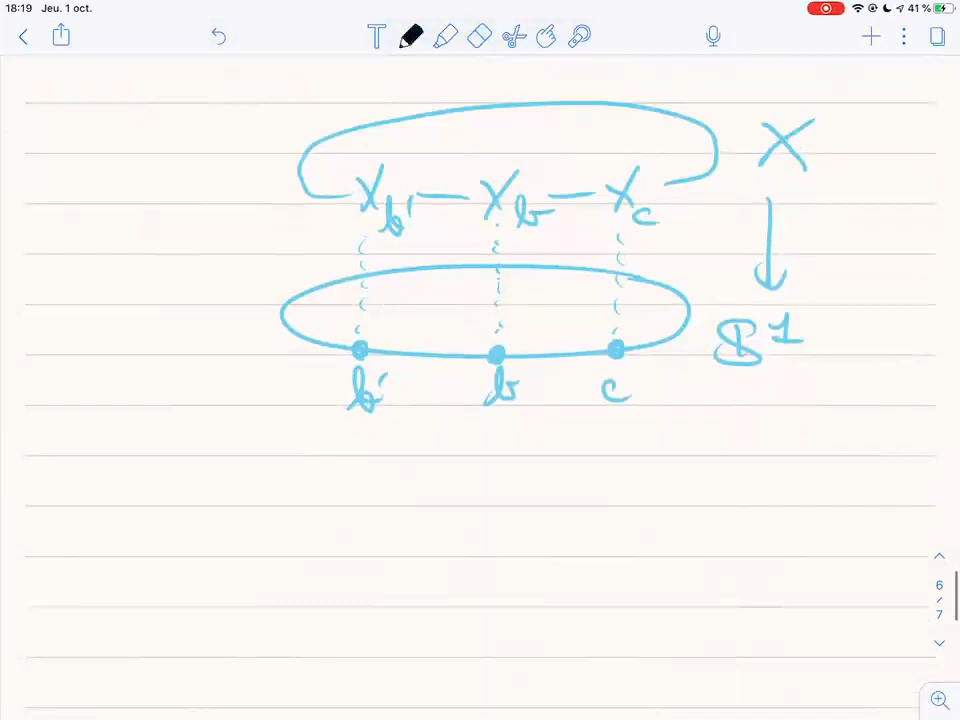 18:19 Jeu. 1 oct. 41 %
T
X
X_b' — X_b — X_c
S^1
b' b c
6
/
7